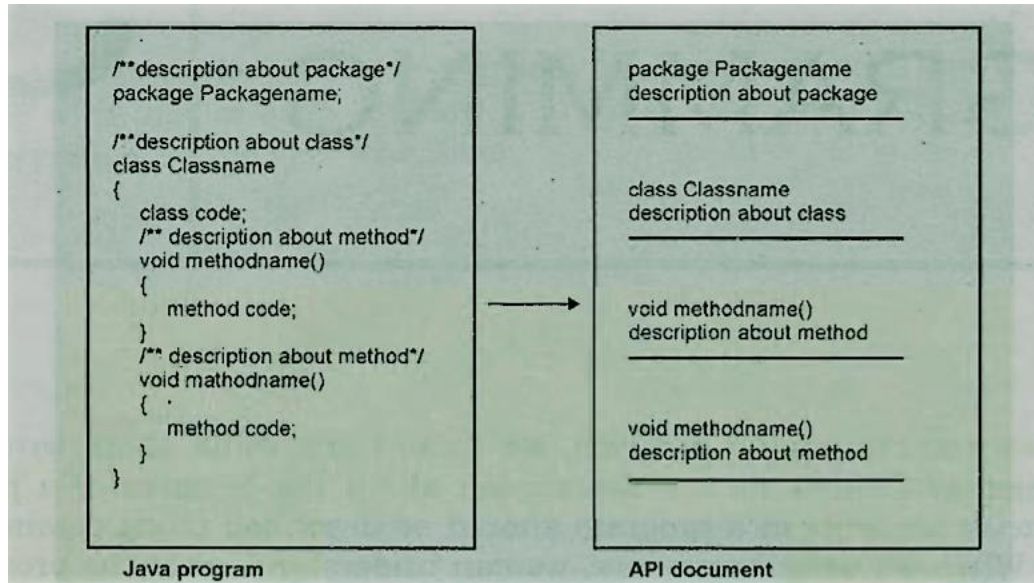 /**description about package*/
package Packagename;
/**description about class*/
class Classname
{
class code;
/** description about method*/
void methodname()
{
method code;
}
/** description about method*/
void mathodname()
{
method code;
}
}
Java program
package Packagename
description about package
class Classname
description about class
void methodname()
description about method
void methodname()
description about method
API document